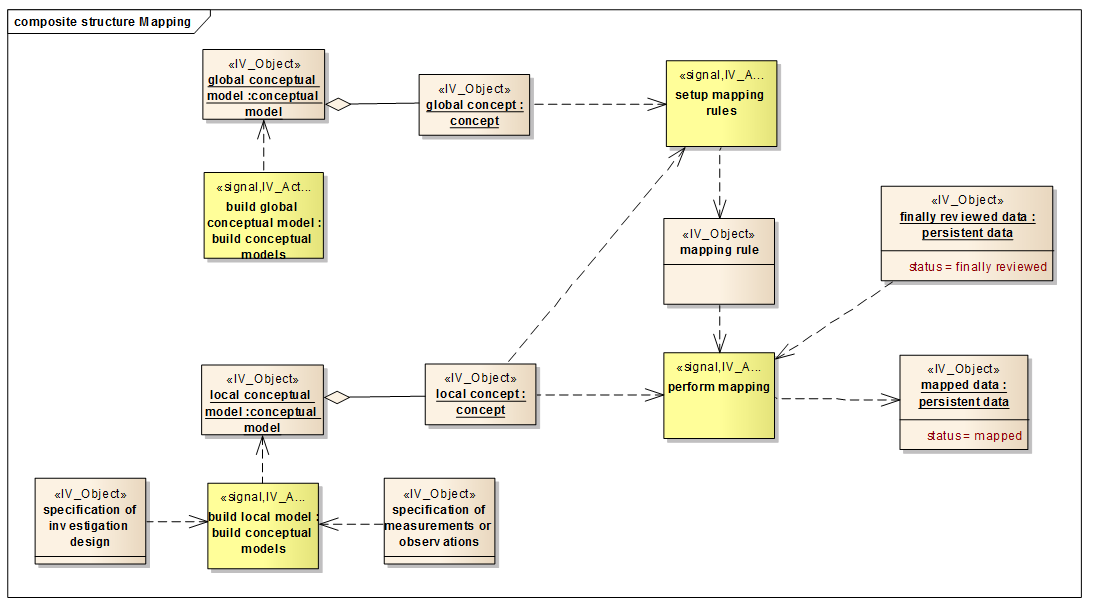 composite structure Mapping
«IV_Object»
global conceptual
model :conceptual
model
«IV_Object»
global concept :
concept
«signal,IV_A...
setup mapping
rules
«signal,IV_Act...
build global
conceptual model :
build conceptual
models
«IV_Object»
mapping rule
«IV_Object»
finally reviewed data :
persistent data
status = finally reviewed
«IV_Object»
local conceptual
model :conceptual
model
«IV_Object»
local concept :
concept
«signal,IV_A...
perform mapping
«IV_Object»
mapped data :
persistent data
status = mapped
«IV_Object»
specification of
investigation
design
«signal,IV_A...
build local model :
build conceptual
models
«IV_Object»
specification of
measurements or
observations